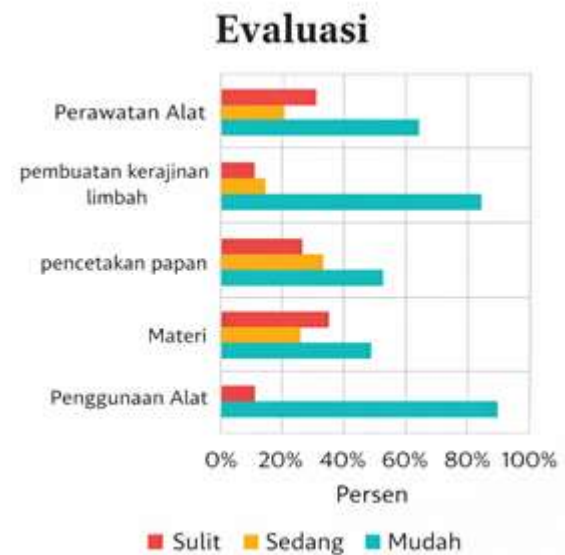 Evaluasi
Perawatan Alat
pembuatan kerajinan
limbah
pencetakan papan
Materi
Penggunaan Alat
0% 20% 40% 60% 80% 100%
Persen
Sulit Sedang Mudah